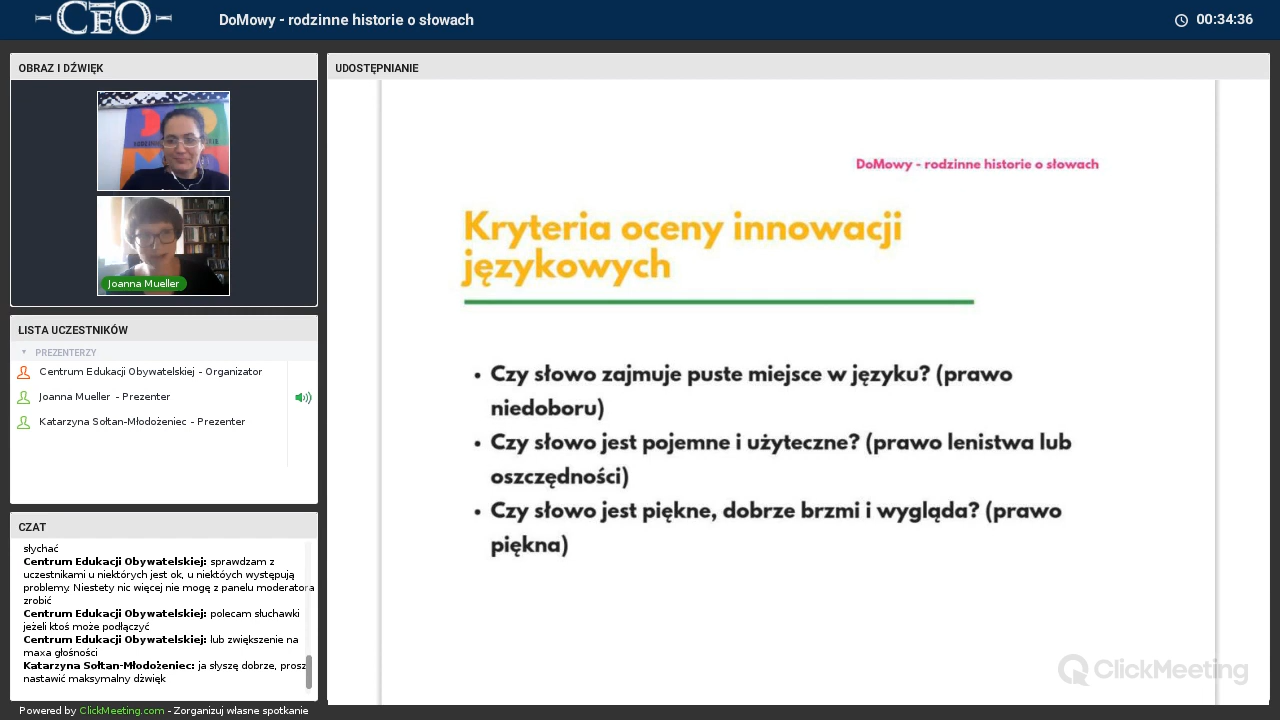 CEO
DoMowy - rodzinne historie o słowach
00:34:36
OBRAZ I DŹWIĘK
Joanna Mueller
LISTA UCZESTNIKÓW
PREZENTERZY
Centrum Edukacji Obywatelskiej - Organizator
Joanna Mueller - Prezenter
Katarzyna Sołtan-Młodożeniec - Prezenter
CZAT
słychać
Centrum Edukacji Obywatelskiej: sprawdzam z
uczestnikami u niektórych jest ok, u niektóych występują
problemy. Niestety nic więcej nie mogę z panelu moderatora
zrobić
Centrum Edukacji Obywatelskiej: polecam słuchawki
jeżeli ktoś może podłączyć
Centrum Edukacji Obywatelskiej: lub zwiększenie na
maxa głośności
Katarzyna Sołtan-Młodożeniec: ja słyszę dobrze, prosz
nastawić maksymalny dźwięk
Powered by ClickMeeting.com - Zorganizuj własne spotkanie
UDOSTĘPNIANIE
DoMowy - rodzinne historie o słowach
Kryteria oceny innowacji
językowych
• Czy słowo zajmuje puste miejsce w języku? (prawo
niedoboru)
• Czy słowo jest pojemne i użyteczne? (prawo lenistwa lub
oszczędności)
• Czy słowo jest piękne, dobrze brzmi i wygląda? (prawo
piękna)
ClickMeeting